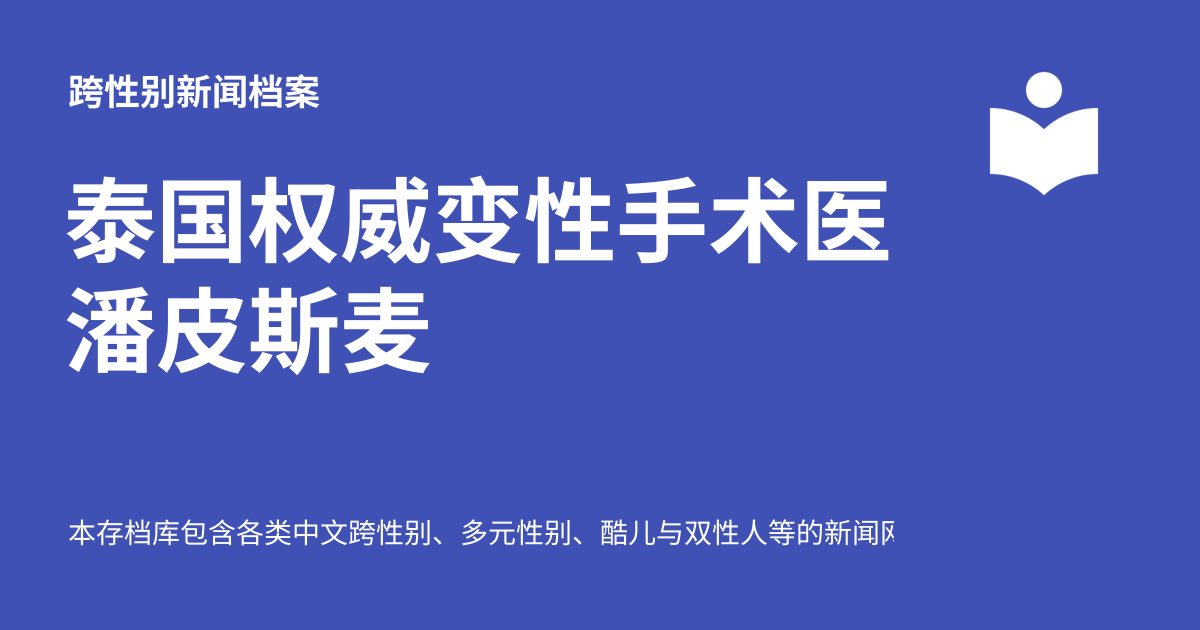 跨性别新闻档案
泰国权威变性手术医
潘皮斯麦
本存档库包含各类中文跨性别、多元性别、酷儿与双性人等的新闻网